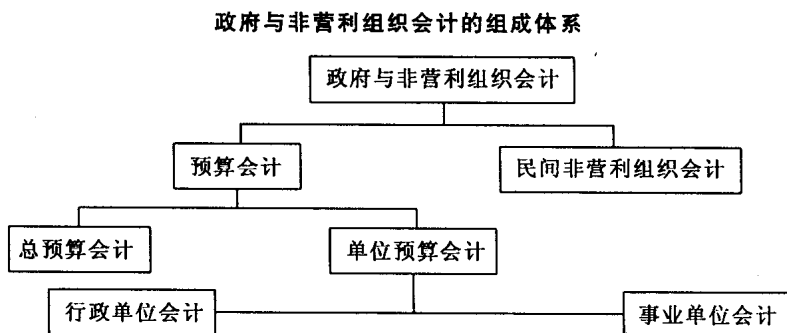 政府与非营利组织会计的组成体系
政府与非营利组织会计
预算会计
民间非营利组织会计
总预算会计
单位预算会计
行政单位会计
事业单位会计